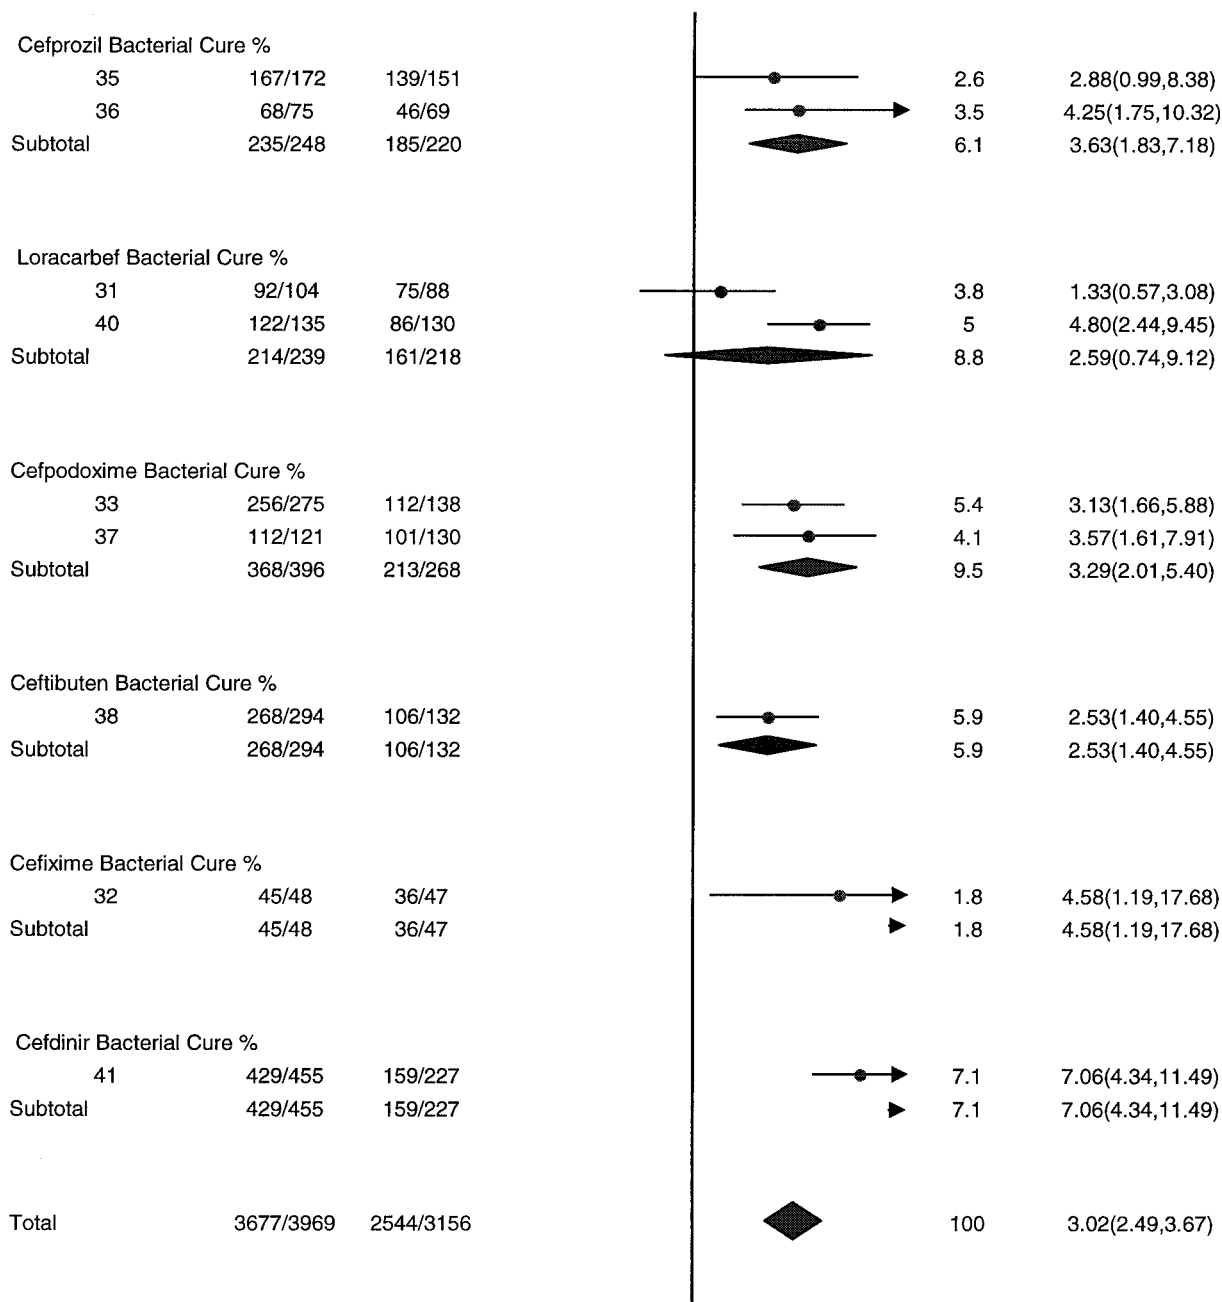 Cefprozil Bacterial Cure %
35 167/172 139/151 2.6 2.88(0.99,8.38)
36 68/75 46/69 3.5 4.25(1.75,10.32)
Subtotal 235/248 185/220 6.1 3.63(1.83,7.18)
Loracarbef Bacterial Cure %
31 92/104 75/88 3.8 1.33(0.57,3.08)
40 122/135 86/130 5 4.80(2.44,9.45)
Subtotal 214/239 161/218 8.8 2.59(0.74,9.12)
Cefpodoxime Bacterial Cure %
33 256/275 112/138 5.4 3.13(1.66,5.88)
37 112/121 101/130 4.1 3.57(1.61,7.91)
Subtotal 368/396 213/268 9.5 3.29(2.01,5.40)
Ceftibuten Bacterial Cure %
38 268/294 106/132 5.9 2.53(1.40,4.55)
Subtotal 268/294 106/132 5.9 2.53(1.40,4.55)
Cefixime Bacterial Cure %
32 45/48 36/47 1.8 4.58(1.19,17.68)
Subtotal 45/48 36/47 1.8 4.58(1.19,17.68)
Cefdinir Bacterial Cure %
41 429/455 159/227 7.1 7.06(4.34,11.49)
Subtotal 429/455 159/227 7.1 7.06(4.34,11.49)
Total 3677/3969 2544/3156 100 3.02(2.49,3.67)